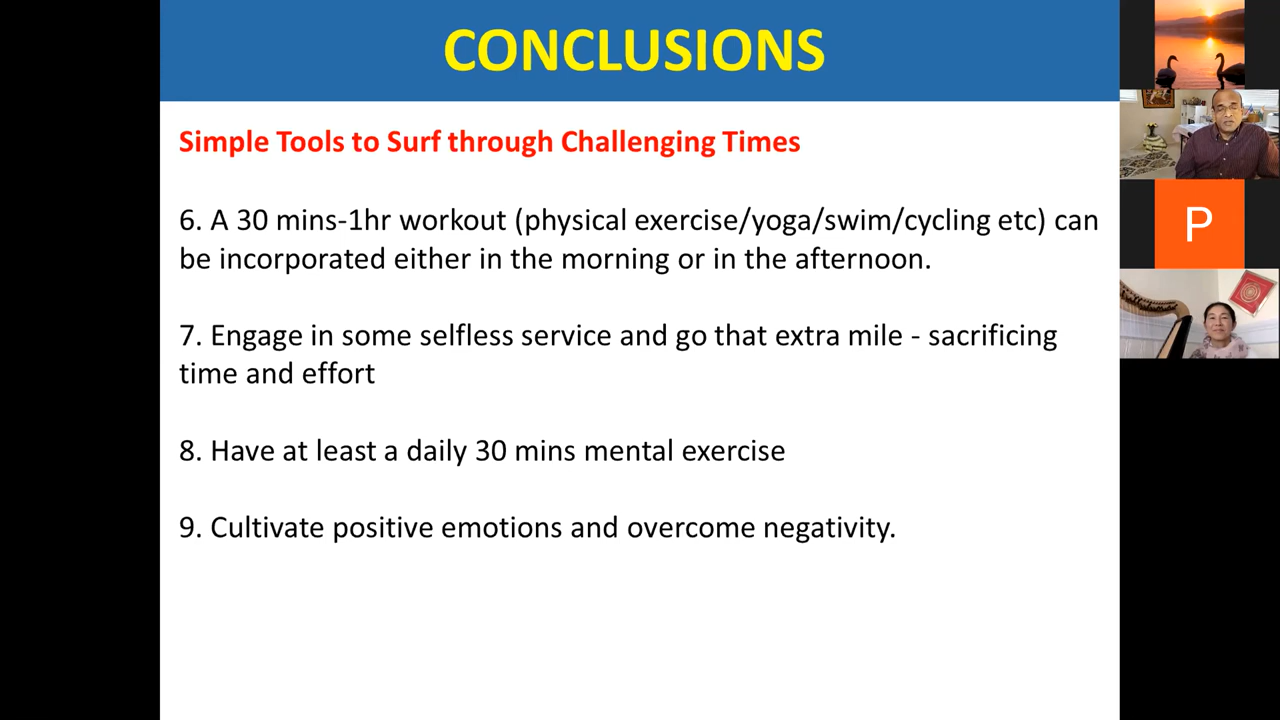 CONCLUSIONS
Simple Tools to Surf through Challenging Times
6. A 30 mins-1hr workout (physical exercise/yoga/swim/cycling etc) can
be incorporated either in the morning or in the afternoon.
7. Engage in some selfless service and go that extra mile - sacrificing
time and effort
8. Have at least a daily 30 mins mental exercise
9. Cultivate positive emotions and overcome negativity.
P